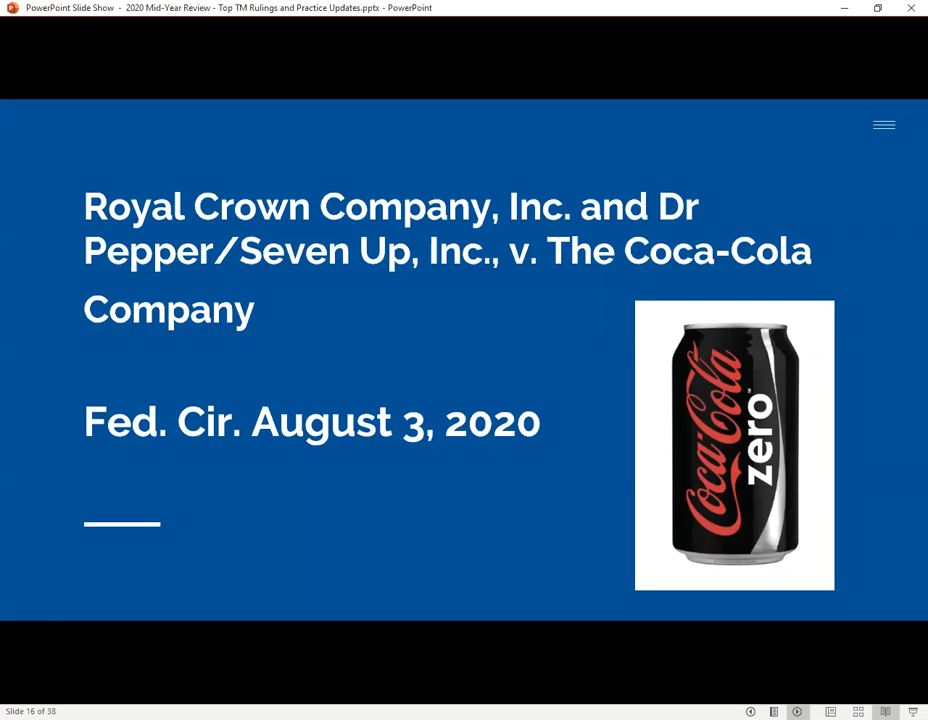 PowerPoint Slide Show - 2020 Mid-Year Review - Top TM Rulings and Practice Updates.pptx - PowerPoint
Royal Crown Company, Inc. and Dr
Pepper/Seven Up, Inc., v. The Coca-Cola
Company
Fed. Cir. August 3, 2020
Coca-Cola
zero
Slide 16 of 38